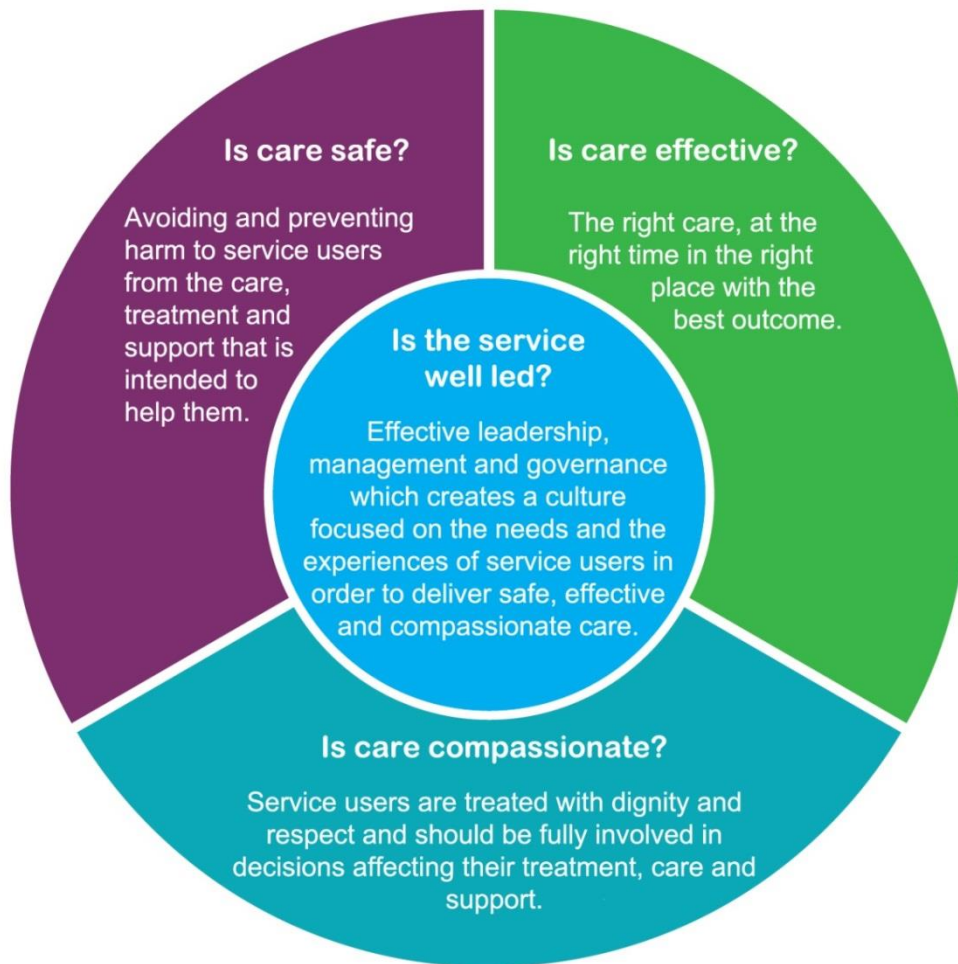 Is care safe?
Avoiding and preventing
harm to service users
from the care,
treatment and
support that is
intended to
help them.
Is care effective?
The right care, at the
right time in the right
place with the
best outcome.
Is the service
well led?
Effective leadership,
management and governance
which creates a culture
focused on the needs and the
experiences of service users in
order to deliver safe, effective
and compassionate care.
Is care compassionate?
Service users are treated with dignity and
respect and should be fully involved in
decisions affecting their treatment, care and
support.